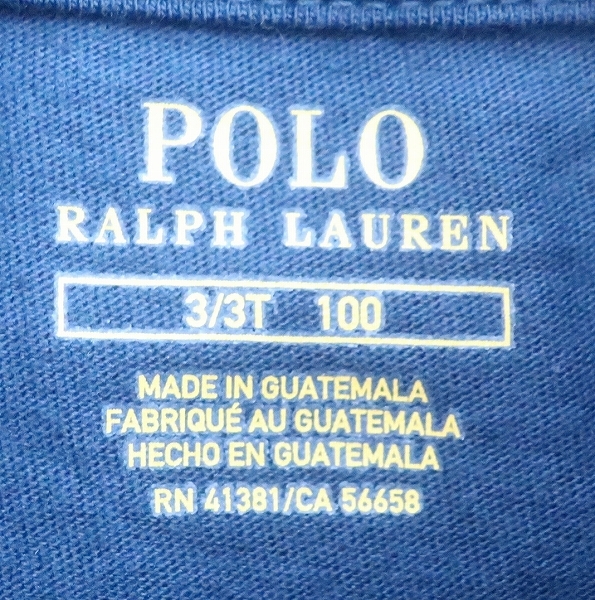 POLO
RALPH LAUREN
3/3T 100
MADE IN GUATEMALA
FABRIQUÉ AU GUATEMALA
HECHO EN GUATEMALA
RN 41381/CA 56658